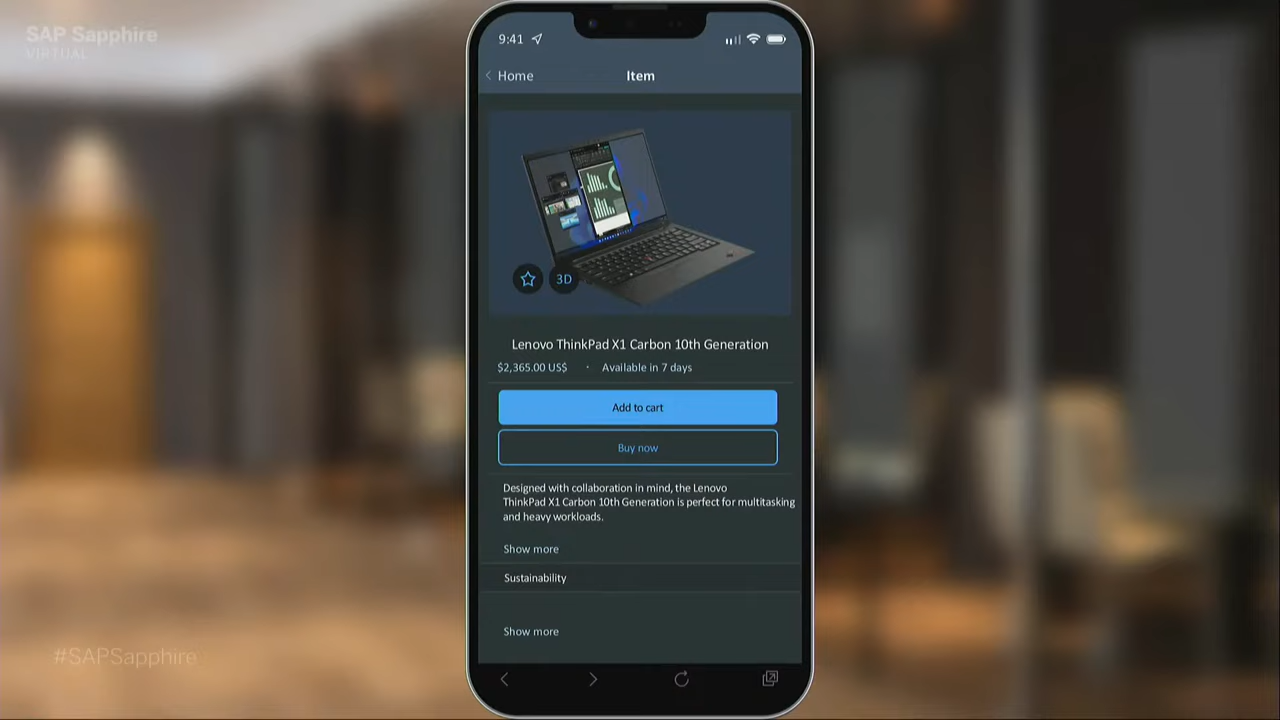 SAP Sapphire
VIRTUAL
9:41
Home
Item
3D
Lenovo ThinkPad X1 Carbon 10th Generation
$2,365.00 US$ · Available in 7 days
Add to cart
Buy now
Designed with collaboration in mind, the Lenovo
ThinkPad X1 Carbon 10th Generation is perfect for multitasking
and heavy workloads.
Show more
Sustainability
Show more
#SAPSapphire